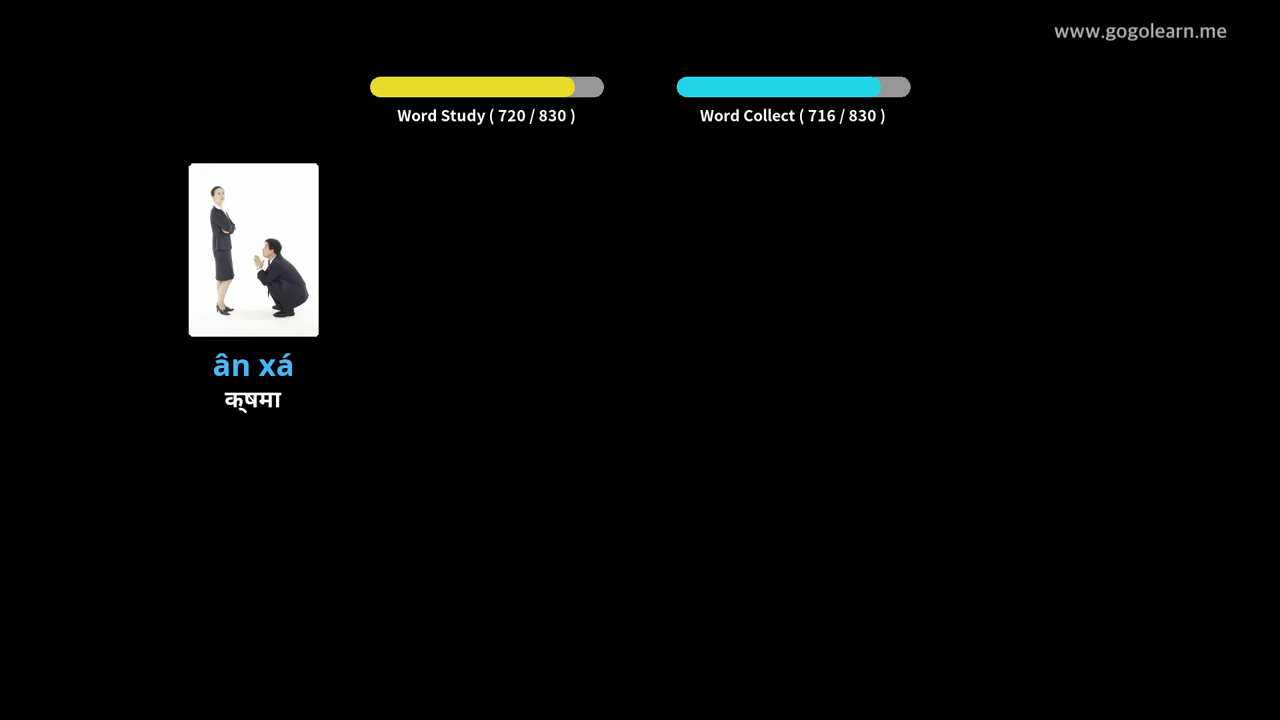 www.gogolearn.me
Word Study ( 720 / 830 )
Word Collect ( 716 / 830 )
ân xá
क्षमा